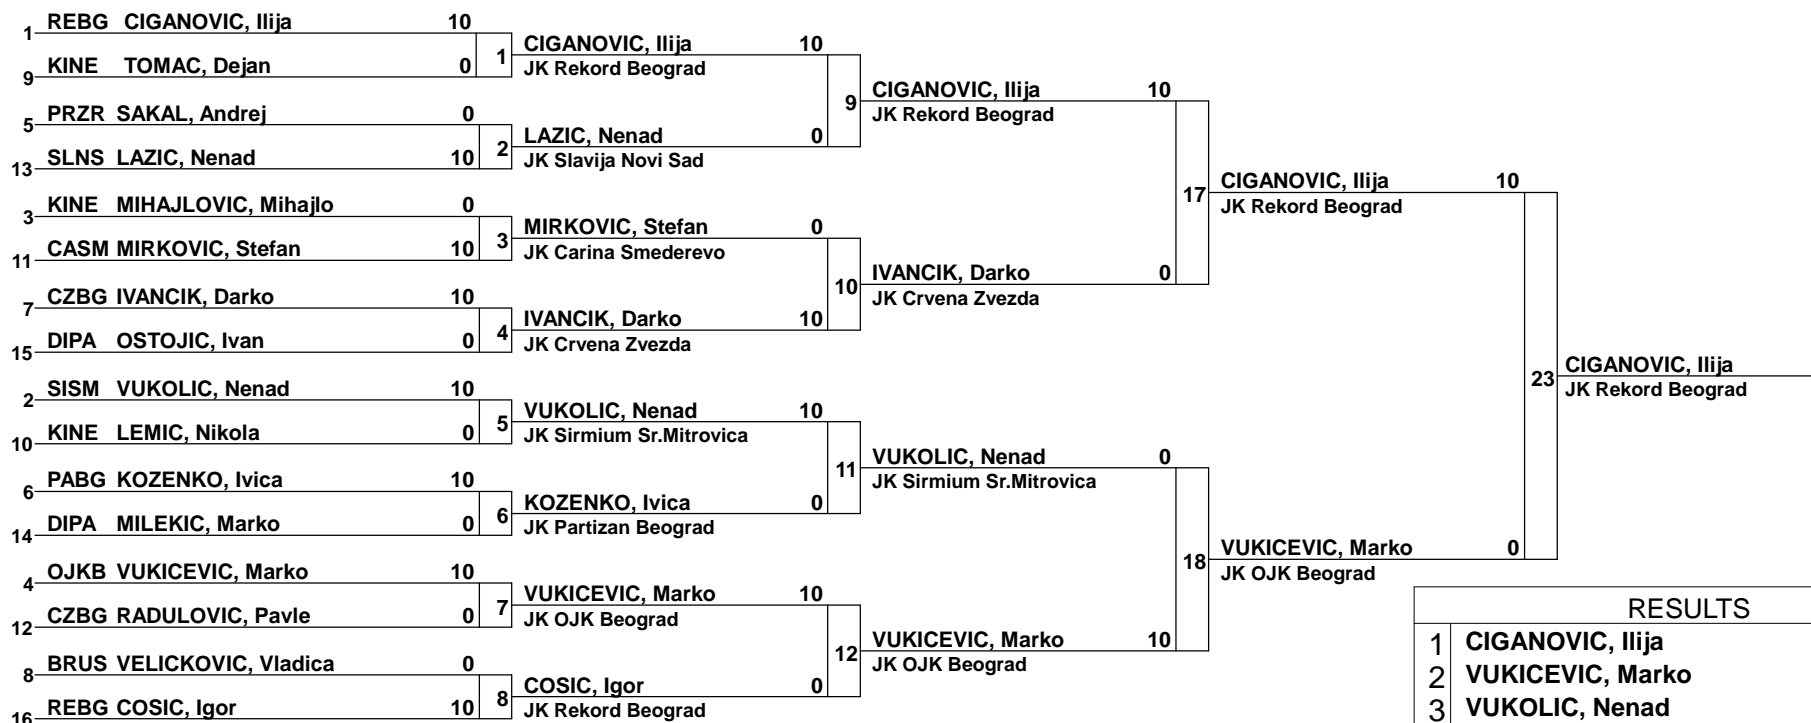 1 REBG CIGANOVIC, Ilija 10
9 KINE TOMAC, Dejan 0
5 PRZR SAKAL, Andrej 0
13 SLNS LAZIC, Nenad 10
3 KINE MIHAJLOVIC, Mihajlo 0
11 CASM MIRKOVIC, Stefan 10
7 CZBG IVANCIK, Darko 10
15 DIPA OSTOJIC, Ivan 0
2 SISM VUKOLIC, Nenad 10
10 KINE LEMIC, Nikola 0
6 PABG KOZENKO, Ivica 10
14 DIPA MILEKIC, Marko 0
4 OJKB VUKICEVIC, Marko 10
12 CZBG RADULOVIC, Pavle 0
8 BRUS VELICKOVIC, Vladica 0
16 REBG COSIC, Igor 10
1 CIGANOVIC, Ilija 10
JK Rekord Beograd
2 LAZIC, Nenad 0
JK Slavija Novi Sad
3 MIRKOVIC, Stefan 0
JK Carina Smederevo
4 IVANCIK, Darko 10
JK Crvena Zvezda
5 VUKOLIC, Nenad 10
JK Sirmium Sr.Mitrovica
6 KOZENKO, Ivica 0
JK Partizan Beograd
7 VUKICEVIC, Marko 10
JK OJK Beograd
8 COSIC, Igor 0
JK Rekord Beograd
9 CIGANOVIC, Ilija 10
JK Rekord Beograd
10 IVANCIK, Darko 0
JK Crvena Zvezda
11 VUKOLIC, Nenad 0
JK Sirmium Sr.Mitrovica
12 VUKICEVIC, Marko 10
JK OJK Beograd
17 CIGANOVIC, Ilija 10
JK Rekord Beograd
18 VUKICEVIC, Marko 0
JK OJK Beograd
23 CIGANOVIC, Ilija
JK Rekord Beograd
RESULTS
1 CIGANOVIC, Ilija
2 VUKICEVIC, Marko
3 VUKOLIC, Nenad